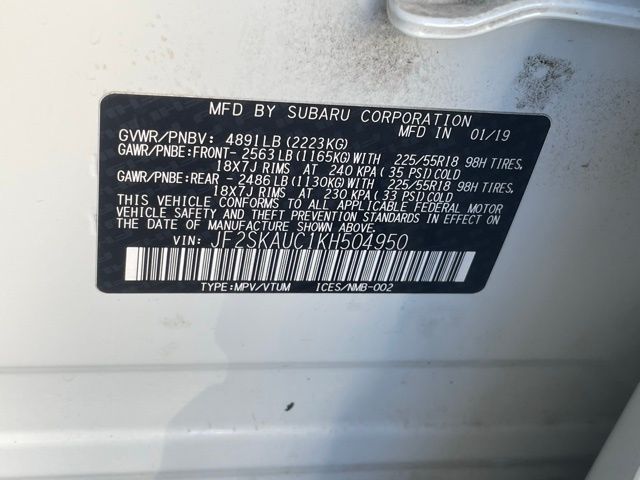 MFD BY SUBARU CORPORATION
MFD IN 01/19
GVWR/PNBV: 4891LB(2223KG)
GAWR/PNBE:FRONT- 2563LB(1165KG)WITH 225/55R18 98H TIRES,
18X7J RIMS AT 240 KPA( 35 PSI)COLD
GAWR/PNBE:REAR - 2486LB(1130KG)WITH 225/55R18 98H TIRES,
18X7J RIMS AT 230 KPA( 33 PSI)COLD
THIS VEHICLE CONFORMS TO ALL APPLICABLE FEDERAL MOTOR
VEHICLE SAFETY AND THEFT PREVENTION STANDARDS IN EFFECT ON
THE DATE OF MANUFACTURE SHOWN ABOVE.
VIN: JF2SKAUC1KH504950
TYPE:MPV/VTUM ICES/NMB-002